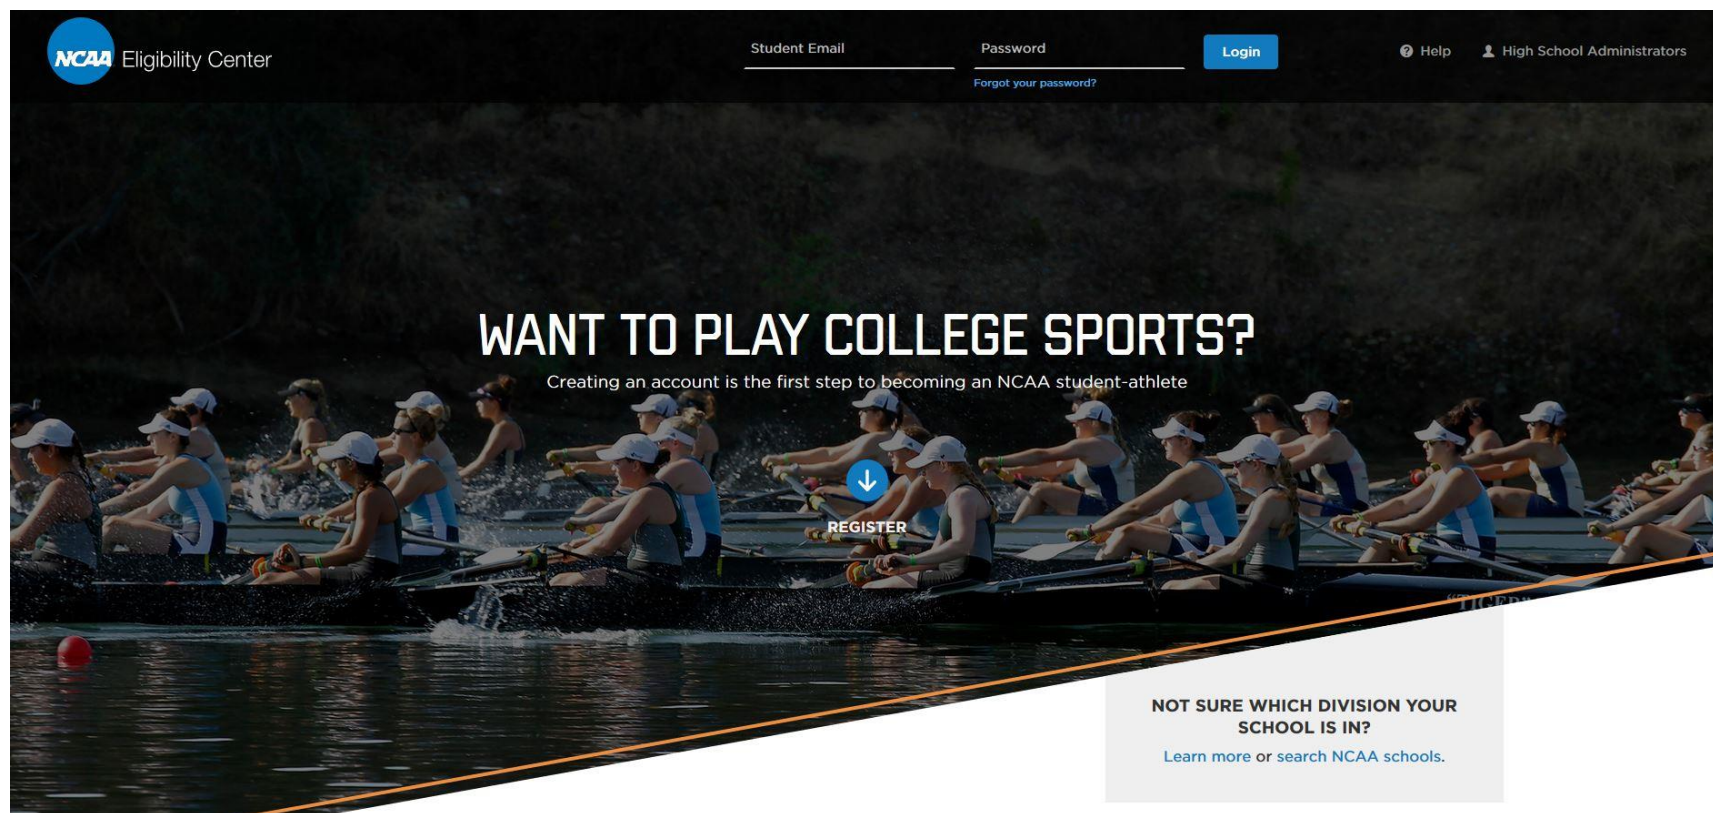 NCAA Eligibility Center
Student Email
Password
Login
Help
High School Administrators
Forgot your password?
WANT TO PLAY COLLEGE SPORTS?
Creating an account is the first step to becoming an NCAA student-athlete
REGISTER
"TIGER"
NOT SURE WHICH DIVISION YOUR
SCHOOL IS IN?
Learn more or search NCAA schools.